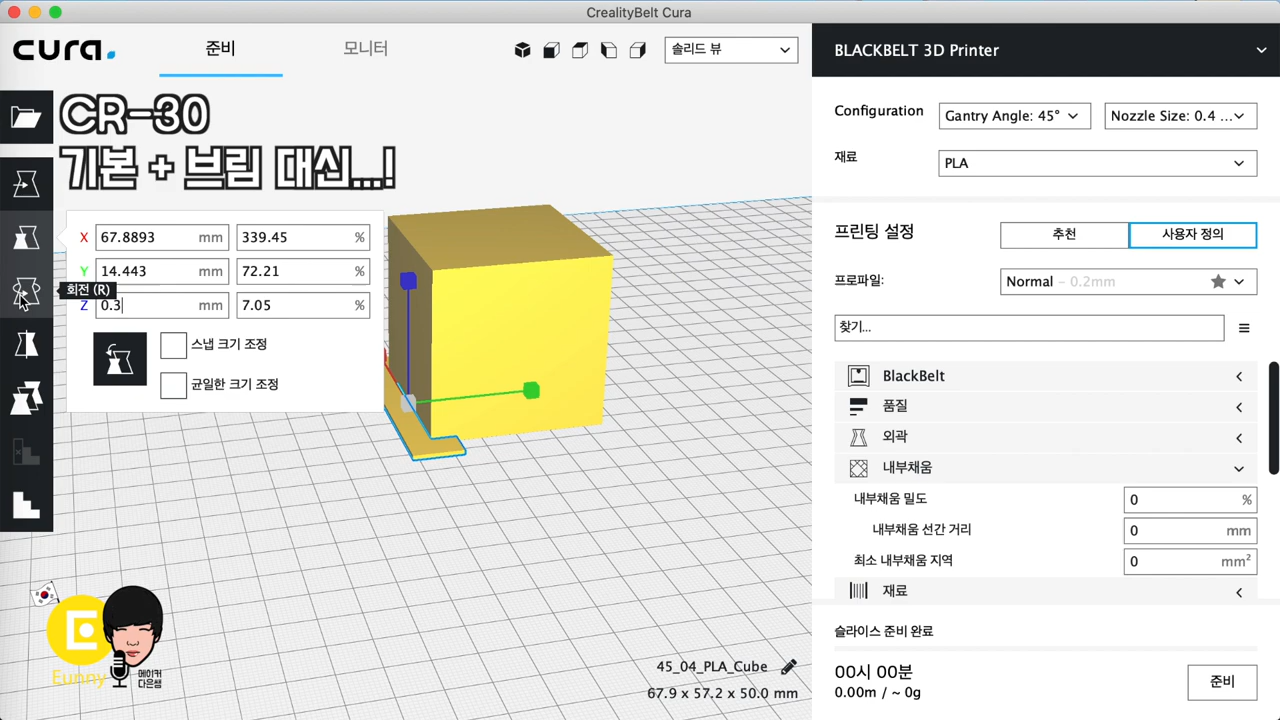 CrealityBelt Cura
cura.
준비
모니터
솔리드 뷰
BLACKBELT 3D Printer
CR-30
기본 + 브림 대신...!
Configuration
Gantry Angle: 45°
Nozzle Size: 0.4 ...
재료
PLA
X 67.8893 mm 339.45 %
Y 14.443 mm 72.21 %
회전 (R)
Z 0.3 mm 7.05 %
스냅 크기 조정
균일한 크기 조정
프린팅 설정
추천
사용자 정의
프로파일:
Normal - 0.2mm
찾기...
BlackBelt
품질
외곽
내부채움
내부채움 밀도 0 %
내부채움 선간 거리 0 mm
최소 내부채움 지역 0 mm²
재료
슬라이스 준비 완료
00시 00분
0.00m / ~ 0g
준비
45_04_PLA_Cube
67.9 x 57.2 x 50.0 mm
Eunny
메이커
다은쌤